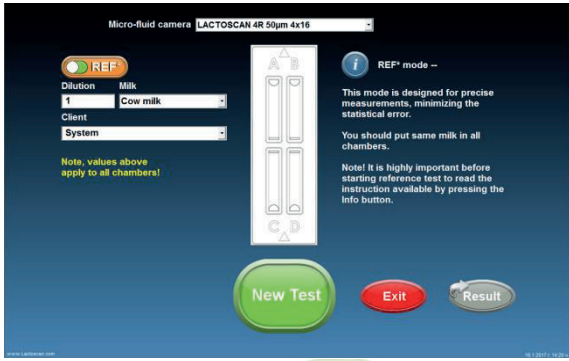 Micro-fluid camera LACTOSCAN 4R 50µm 4x16
REF*
Dilution Milk
1 Cow milk
Client
System
Note, values above
apply to all chambers!
A B
C D
i REF* mode --
This mode is designed for precise
measurements, minimizing the
statistical error.
You should put same milk in all
chambers.
Note! It is highly important before
starting reference test to read the
instruction available by pressing the
Info button.
New Test
Exit
Result
www.Lactoscan.com